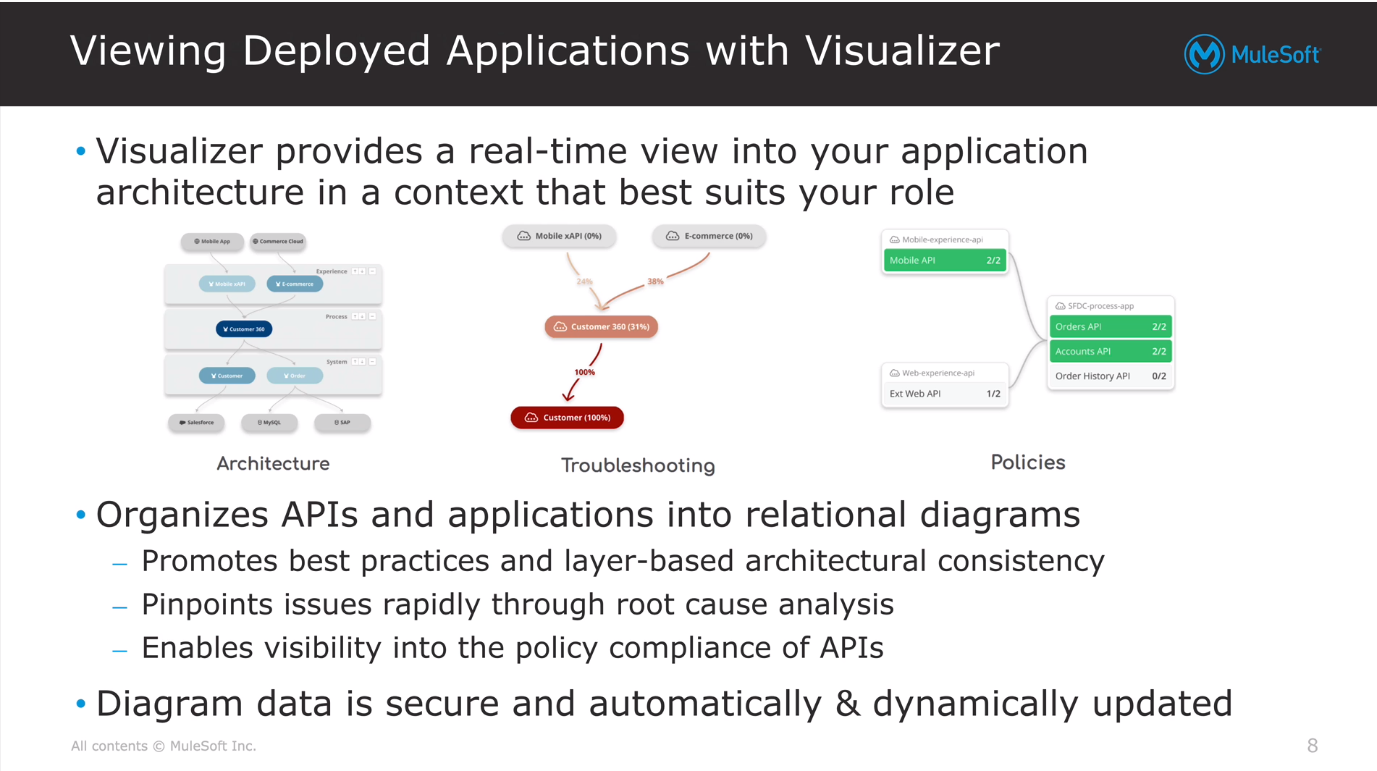 Viewing Deployed Applications with Visualizer
MuleSoft
• Visualizer provides a real-time view into your application
architecture in a context that best suits your role
Mobile App
Commerce Cloud
Experience
Mobile xAPI
E-commerce
Process
Customer 360
System
Customer
Order
Salesforce
MySQL
SAP
Architecture
Mobile xAPI (0%)
E-commerce (0%)
24%
38%
Customer 360 (31%)
100%
Customer (100%)
Troubleshooting
Mobile-experience-api
Mobile API 2/2
SFDC-process-app
Orders API 2/2
Accounts API 2/2
Order History API 0/2
Web-experience-api
Ext Web API 1/2
Policies
• Organizes APIs and applications into relational diagrams
– Promotes best practices and layer-based architectural consistency
– Pinpoints issues rapidly through root cause analysis
– Enables visibility into the policy compliance of APIs
• Diagram data is secure and automatically & dynamically updated
All contents © MuleSoft Inc.
8